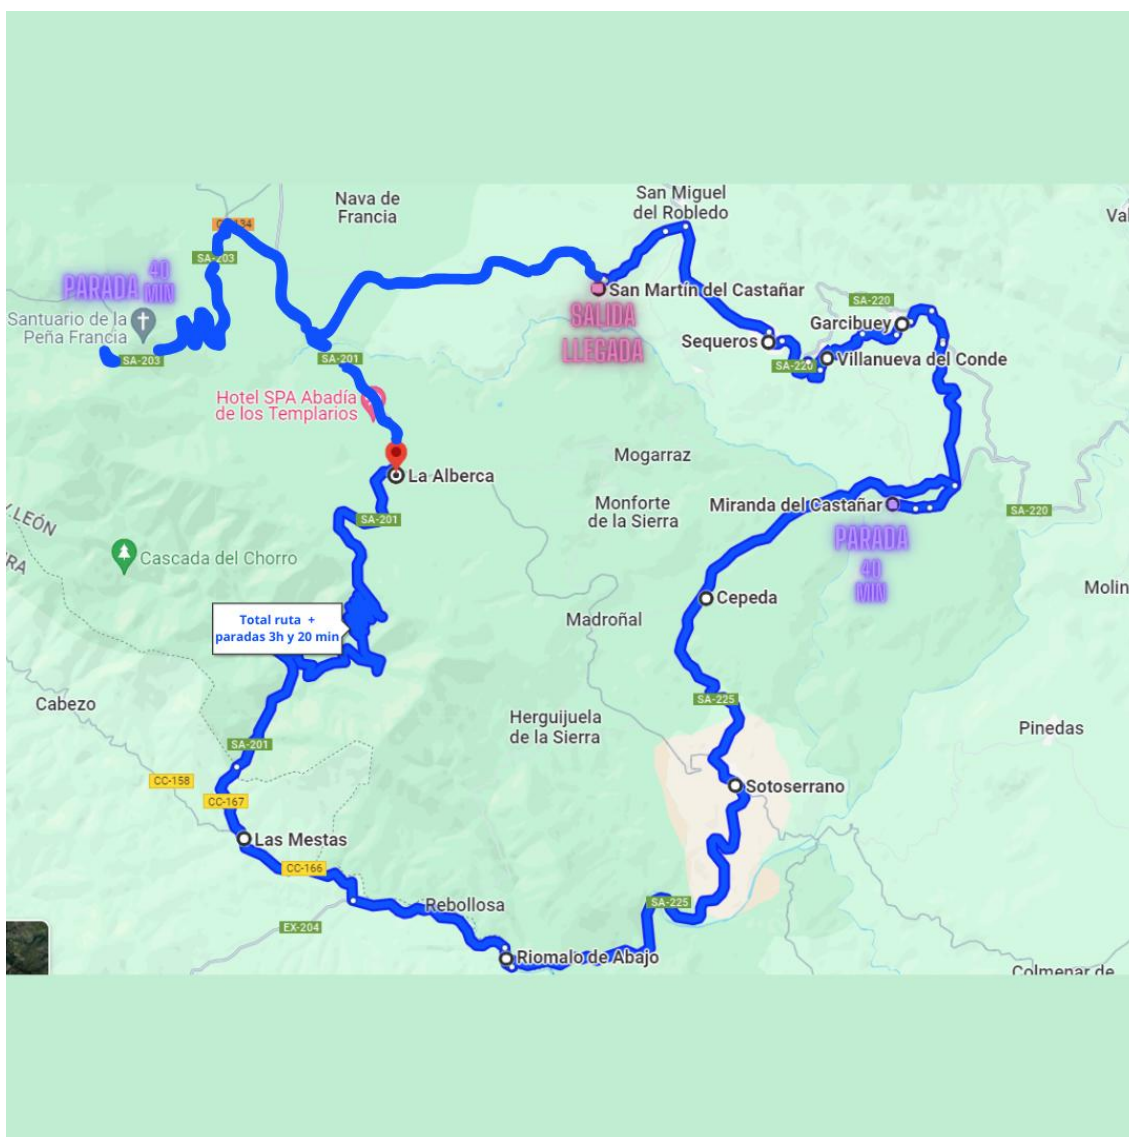 Nava de
Francia
San Miguel
del Robledo
Val
SA-203
PARADA 40
MIN
San Martín del Castañar
SALIDA
LLEGADA
SA-220
Garcibuey
Santuario de la
Peña Francia
SA-203
SA-201
Sequeros
SA-220
Villanueva del Conde
Hotel SPA Abadía
de los Templarios
La Alberca
Mogarraz
Monforte
de la Sierra
Miranda del Castañar
SA-220
SA-201
LEÓN
PARADA
40
MIN
Cascada del Chorro
Molin
Cepeda
Total ruta +
paradas 3h y 20 min
Madroñal
Cabezo
SA-225
Herguijuela
de la Sierra
Pinedas
SA-201
CC-158
CC-167
Sotoserrano
Las Mestas
CC-166
Rebollosa
SA-225
EX-204
Riomalo de Abajo
Colmenar de